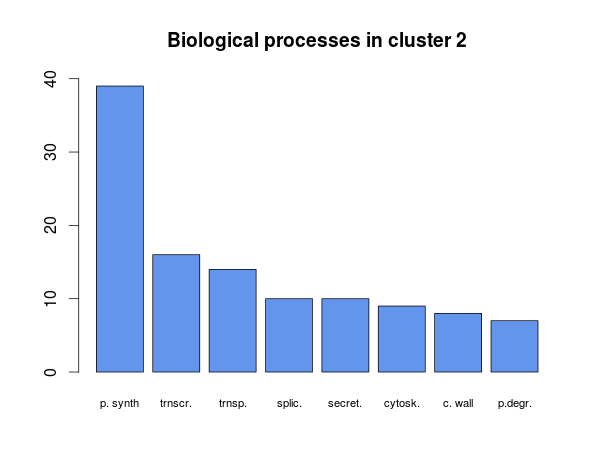 Biological processes in cluster 2
40
30
20
10
0
p. synth trnscr. trnsp. splic. secret. cytosk. c. wall p.degr.